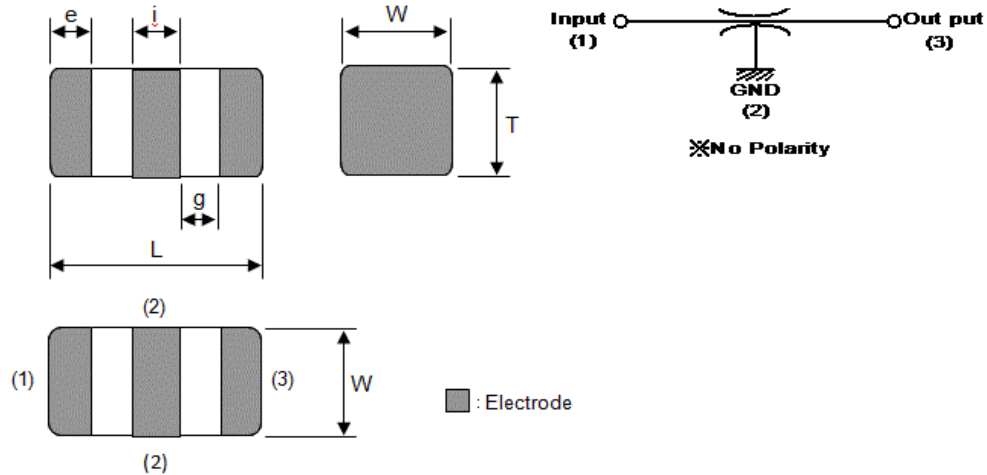 e
i
W
T
g
L
(2)
(1)
(3)
W
(2)
: Electrode
Input
(1)
Out put
(3)
GND
(2)
※No Polarity